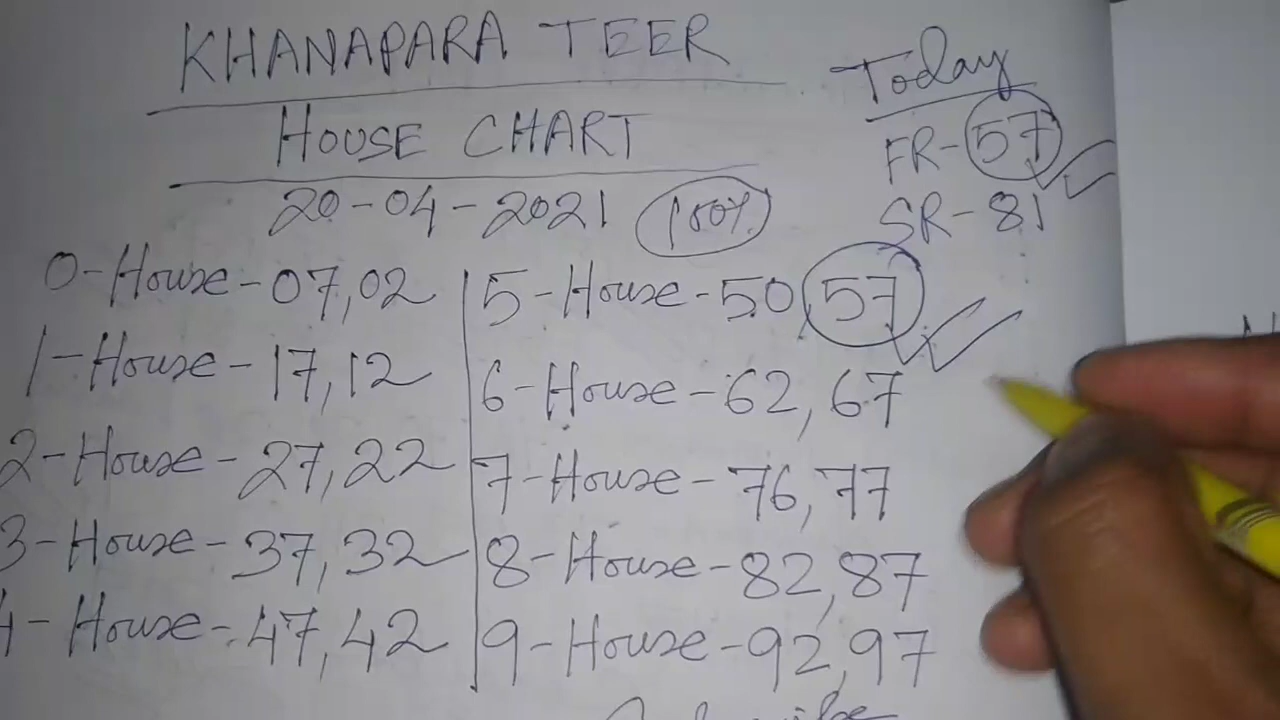 KHANAPARA TEER
HOUSE CHART
20-04-2021 100%
Today
FR-57
SR-81
0-House-07,02
1-House-17,12
2-House-27,22
3-House-37,32
4-House-47,42
5-House-50,57
6-House-62,67
7-House-76,77
8-House-82,87
9-House-92,97